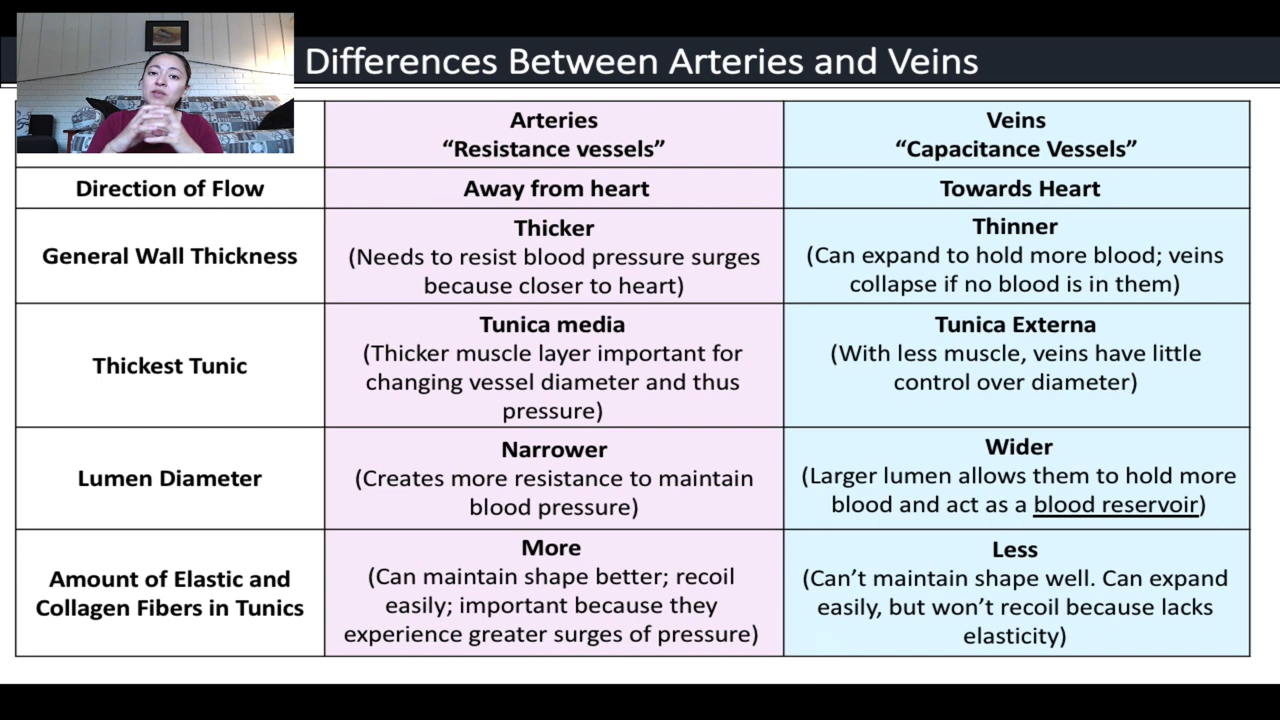 Differences Between Arteries and Veins
Arteries
“Resistance vessels”
Veins
“Capacitance Vessels”
Direction of Flow
Away from heart
Towards Heart
General Wall Thickness
Thicker
(Needs to resist blood pressure surges
because closer to heart)
Thinner
(Can expand to hold more blood; veins
collapse if no blood is in them)
Thickest Tunic
Tunica media
(Thicker muscle layer important for
changing vessel diameter and thus
pressure)
Tunica Externa
(With less muscle, veins have little
control over diameter)
Lumen Diameter
Narrower
(Creates more resistance to maintain
blood pressure)
Wider
(Larger lumen allows them to hold more
blood and act as a blood reservoir)
Amount of Elastic and
Collagen Fibers in Tunics
More
(Can maintain shape better; recoil
easily; important because they
experience greater surges of pressure)
Less
(Can’t maintain shape well. Can expand
easily, but won’t recoil because lacks
elasticity)